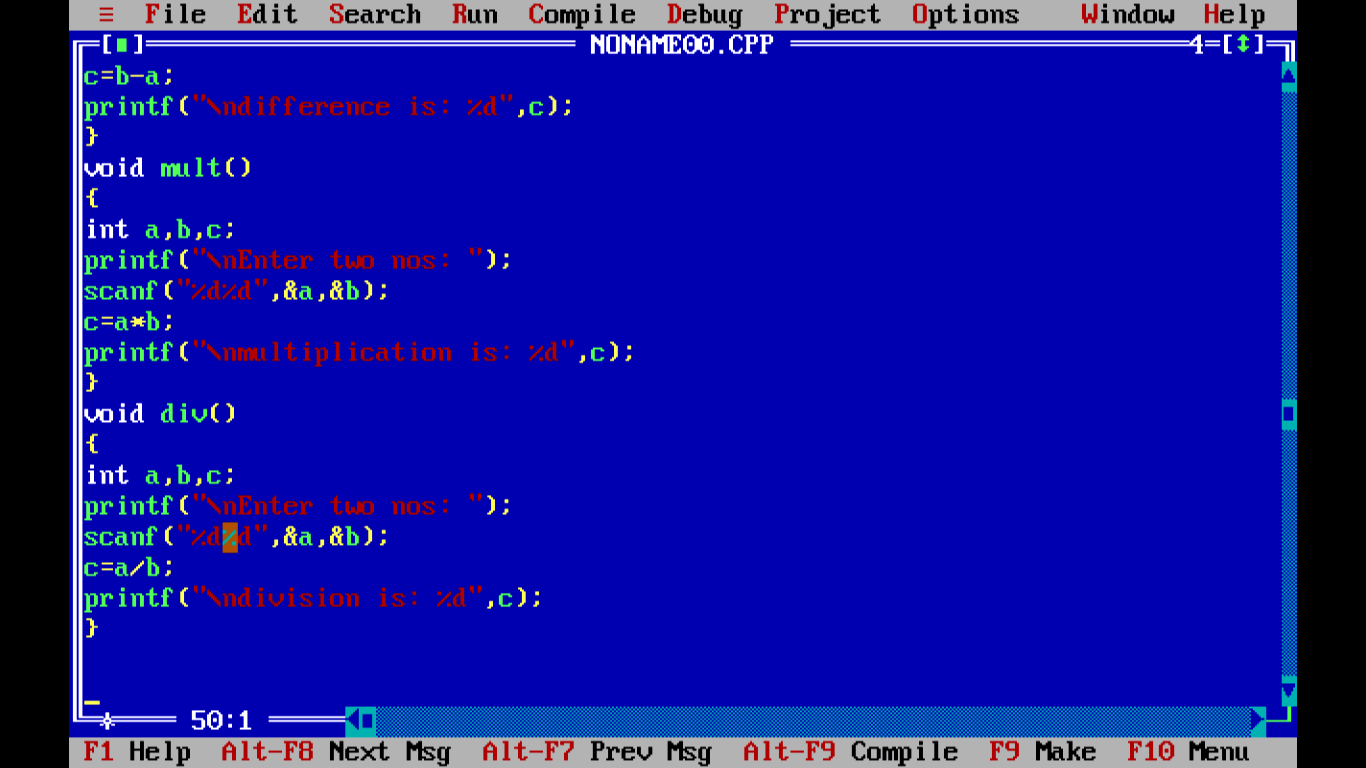 ≡ File Edit Search Run Compile Debug Project Options Window Help
[■] NONAME00.CPP 4=[↕]
c=b-a;
printf("\ndifference is: %d",c);
}
void mult()
{
int a,b,c;
printf("\nEnter two nos: ");
scanf("%d%d",&a,&b);
c=a*b;
printf("\nmultiplication is: %d",c);
}
void div()
{
int a,b,c;
printf("\nEnter two nos: ");
scanf("%d%d",&a,&b);
c=a/b;
printf("\ndivision is: %d",c);
}
50:1
F1 Help Alt-F8 Next Msg Alt-F7 Prev Msg Alt-F9 Compile F9 Make F10 Menu